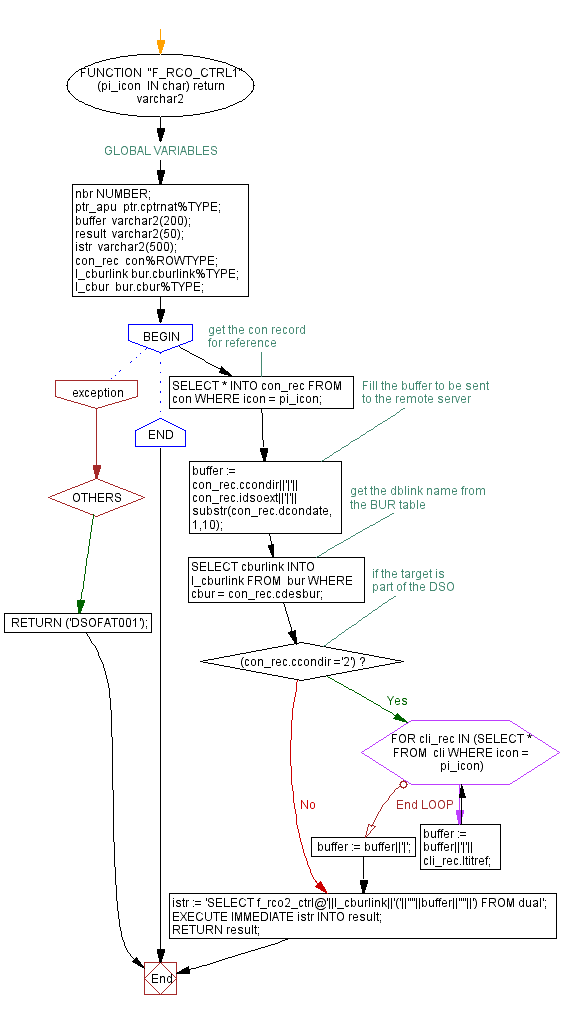 FUNCTION "F_RCO_CTRL1"
(pi_icon IN char) return
varchar2
GLOBAL VARIABLES
nbr NUMBER;
ptr_apu ptr.cptrnat%TYPE;
buffer varchar2(200);
result varchar2(50);
istr varchar2(500);
con_rec con%ROWTYPE;
l_cburlink bur.cburlink%TYPE;
l_cbur bur.cbur%TYPE;
BEGIN
get the con record
for reference
exception
SELECT * INTO con_rec FROM
con WHERE icon = pi_icon;
Fill the buffer to be sent
to the remote server
END
OTHERS
buffer :=
con_rec.ccondir||'|'||
con_rec.idsoext||'|'||
substr(con_rec.dcondate,
1,10);
get the dblink name from
the BUR table
SELECT cburlink INTO
l_cburlink FROM bur WHERE
cbur = con_rec.cdesbur;
if the target is
part of the DSO
RETURN ('DSOFAT001');
(con_rec.ccondir ='2') ?
Yes
FOR cli_rec IN (SELECT *
FROM cli WHERE icon =
pi_icon)
No
End LOOP
buffer := buffer||'|';
buffer :=
buffer||'|'||
cli_rec.ltitref;
istr := 'SELECT f_rco2_ctrl@'||l_cburlink||'('||''''||buffer||''''||') FROM dual';
EXECUTE IMMEDIATE istr INTO result;
RETURN result;
End